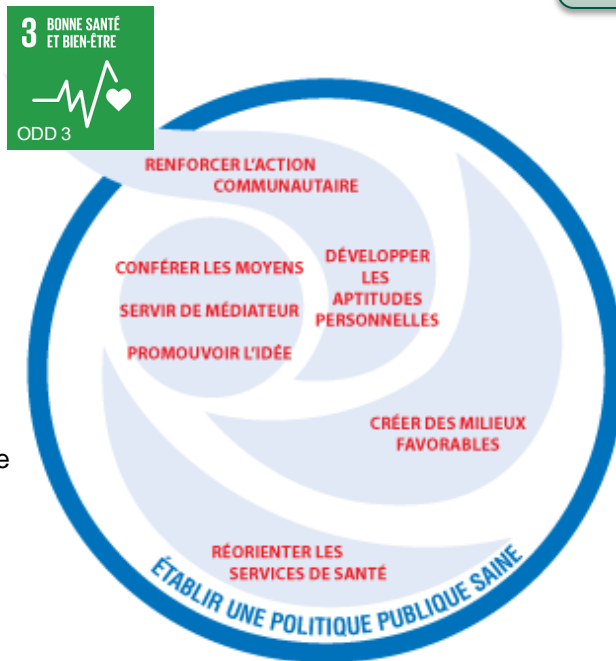 3 BONNE SANTÉ
ET BIEN-ÊTRE
ODD 3
RENFORCER L'ACTION
COMMUNAUTAIRE
CONFÉRER LES MOYENS
SERVIR DE MÉDIATEUR
PROMOUVOIR L'IDÉE
DÉVELOPPER
LES
APTITUDES
PERSONNELLES
CRÉER DES MILIEUX
FAVORABLES
e
RÉORIENTER LES
SERVICES DE SANTÉ
ÉTABLIR UNE POLITIQUE PUBLIQUE SAINE